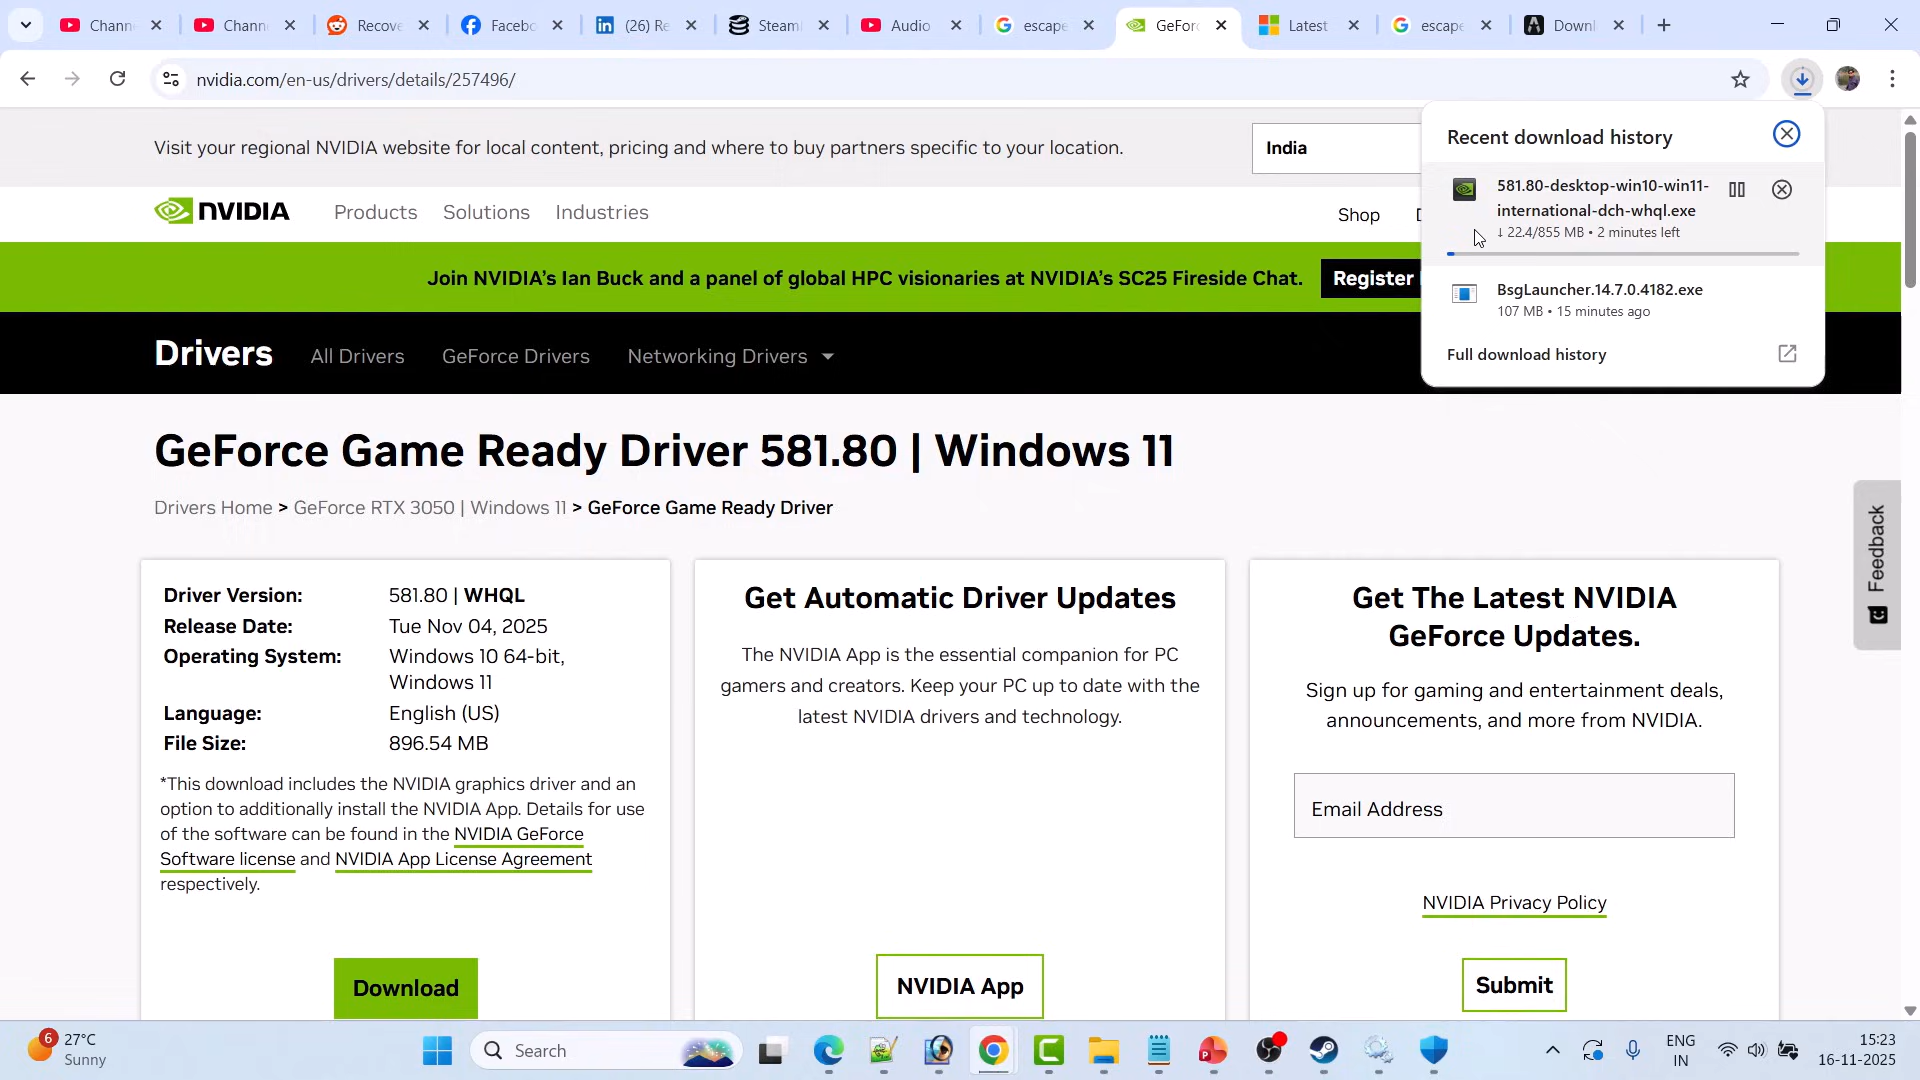 Chann
Chann
Recove
Facebo
(26) Re
Steam
Audio
escape
GeForc
Latest
escape
Downl
nvidia.com/en-us/drivers/details/257496/
Visit your regional NVIDIA website for local content, pricing and where to buy partners specific to your location.
India
Recent download history
581.80-desktop-win10-win11-
international-dch-whql.exe
↓ 22.4/855 MB • 2 minutes left
BsgLauncher.14.7.0.4182.exe
107 MB • 15 minutes ago
Full download history
NVIDIA
Products
Solutions
Industries
Shop
Join NVIDIA’s Ian Buck and a panel of global HPC visionaries at NVIDIA’s SC25 Fireside Chat.
Register
Drivers
All Drivers
GeForce Drivers
Networking Drivers
GeForce Game Ready Driver 581.80 | Windows 11
Drivers Home > GeForce RTX 3050 | Windows 11 > GeForce Game Ready Driver
Driver Version: 581.80 | WHQL
Release Date: Tue Nov 04, 2025
Operating System: Windows 10 64-bit,
Windows 11
Language: English (US)
File Size: 896.54 MB
*This download includes the NVIDIA graphics driver and an
option to additionally install the NVIDIA App. Details for use
of the software can be found in the NVIDIA GeForce
Software license and NVIDIA App License Agreement
respectively.
Download
Get Automatic Driver Updates
The NVIDIA App is the essential companion for PC
gamers and creators. Keep your PC up to date with the
latest NVIDIA drivers and technology.
NVIDIA App
Get The Latest NVIDIA
GeForce Updates.
Sign up for gaming and entertainment deals,
announcements, and more from NVIDIA.
Email Address
NVIDIA Privacy Policy
Submit
Feedback
6
27°C
Sunny
Search
ENG
IN
15:23
16-11-2025